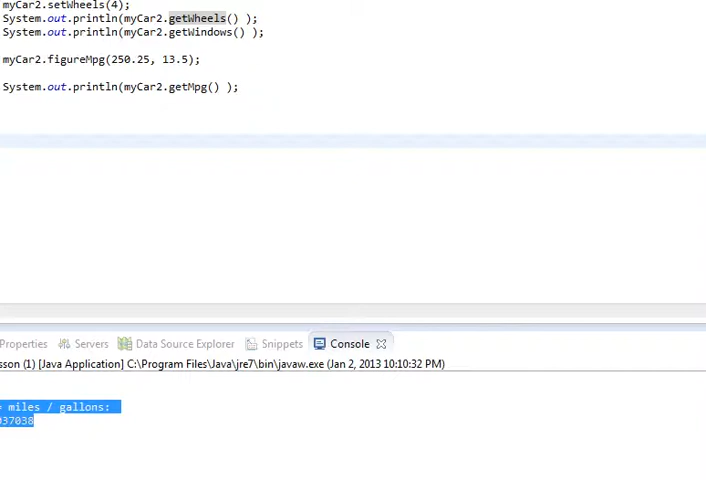 myCar2.setWheels(4);
System.out.println(myCar2.getWheels() );
System.out.println(myCar2.getWindows() );
myCar2.figureMpg(250.25, 13.5);
System.out.println(myCar2.getMpg() );
Properties Servers Data Source Explorer Snippets Console
sson (1) [Java Application] C:\Program Files\Java\jre7\bin\javaw.exe (Jan 2, 2013 10:10:32 PM)
= miles / gallons:
037038